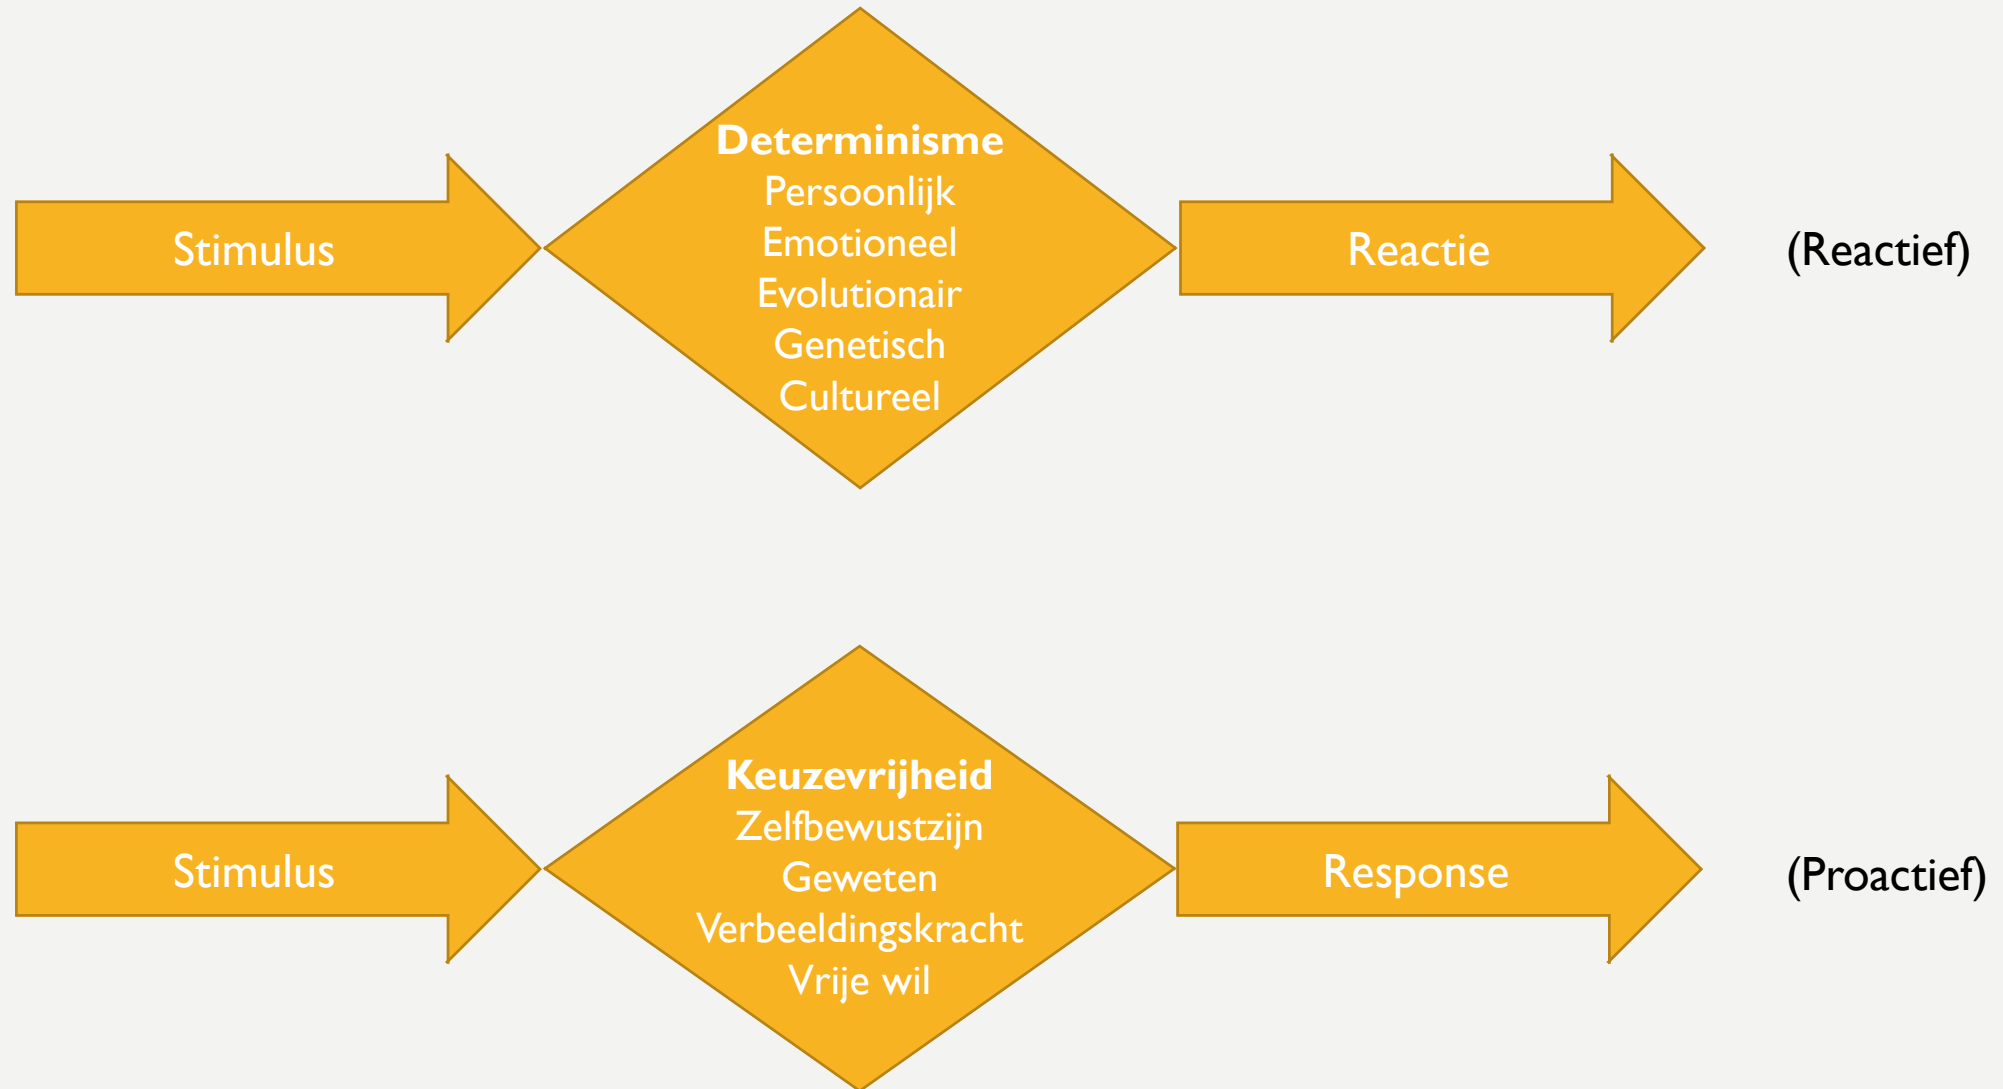 Stimulus
Determinisme
Persoonlijk
Emotioneel
Evolutionair
Genetisch
Cultureel
Reactie
(Reactief)
Stimulus
Keuzevrijheid
Zelfbewustzijn
Geweten
Verbeeldingskracht
Vrije wil
Response
(Proactief)